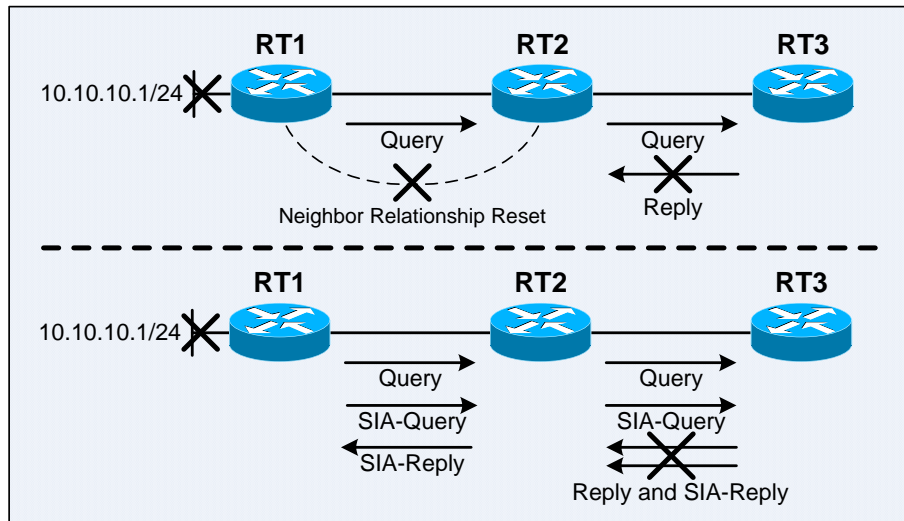 RT1
RT2
RT3
10.10.10.1/24
Query
Query
Reply
Neighbor Relationship Reset
RT1
RT2
RT3
10.10.10.1/24
Query
Query
SIA-Query
SIA-Query
SIA-Reply
Reply and SIA-Reply